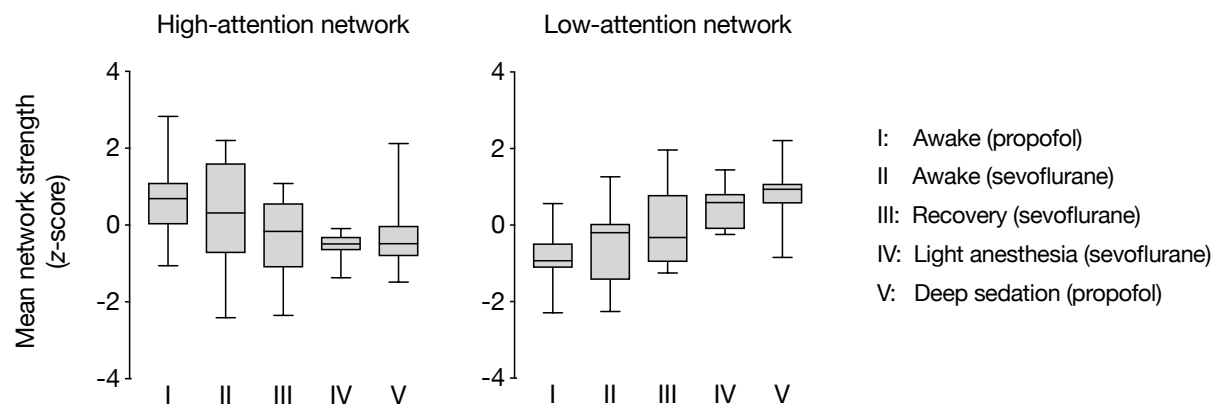 High-attention network
Low-attention network
Mean network strength
(z-score)
4
2
0
-2
-4
I II III IV V
4
2
0
-2
-4
I II III IV V
I: Awake (propofol)
II Awake (sevoflurane)
III: Recovery (sevoflurane)
IV: Light anesthesia (sevoflurane)
V: Deep sedation (propofol)